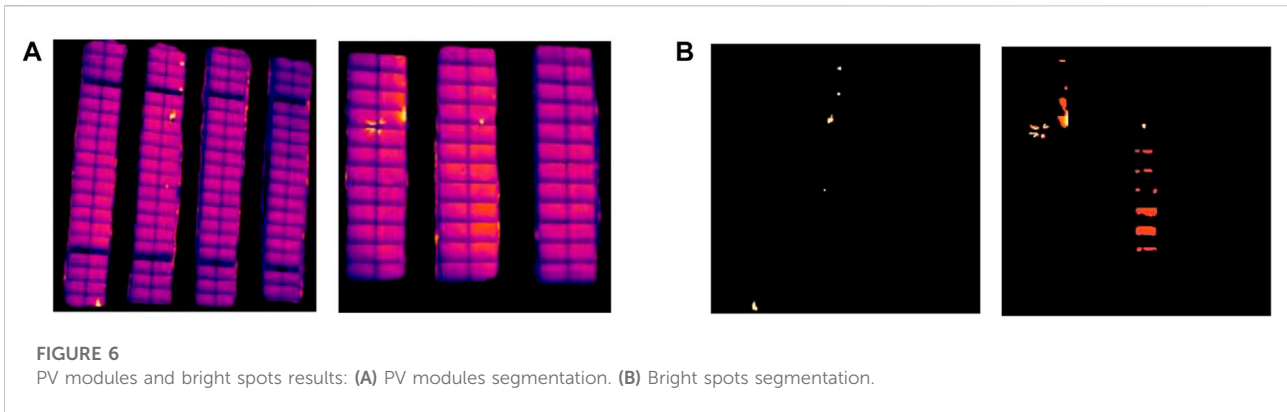 A
B
FIGURE 6
PV modules and bright spots results: (A) PV modules segmentation. (B) Bright spots segmentation.